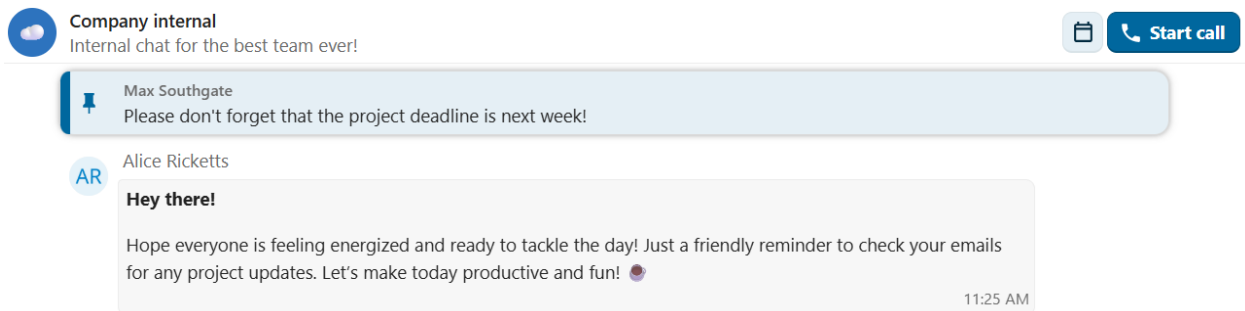 Company internal
Internal chat for the best team ever!
Start call
Max Southgate
Please don't forget that the project deadline is next week!
AR
Alice Ricketts
Hey there!
Hope everyone is feeling energized and ready to tackle the day! Just a friendly reminder to check your emails
for any project updates. Let's make today productive and fun! ☕
11:25 AM